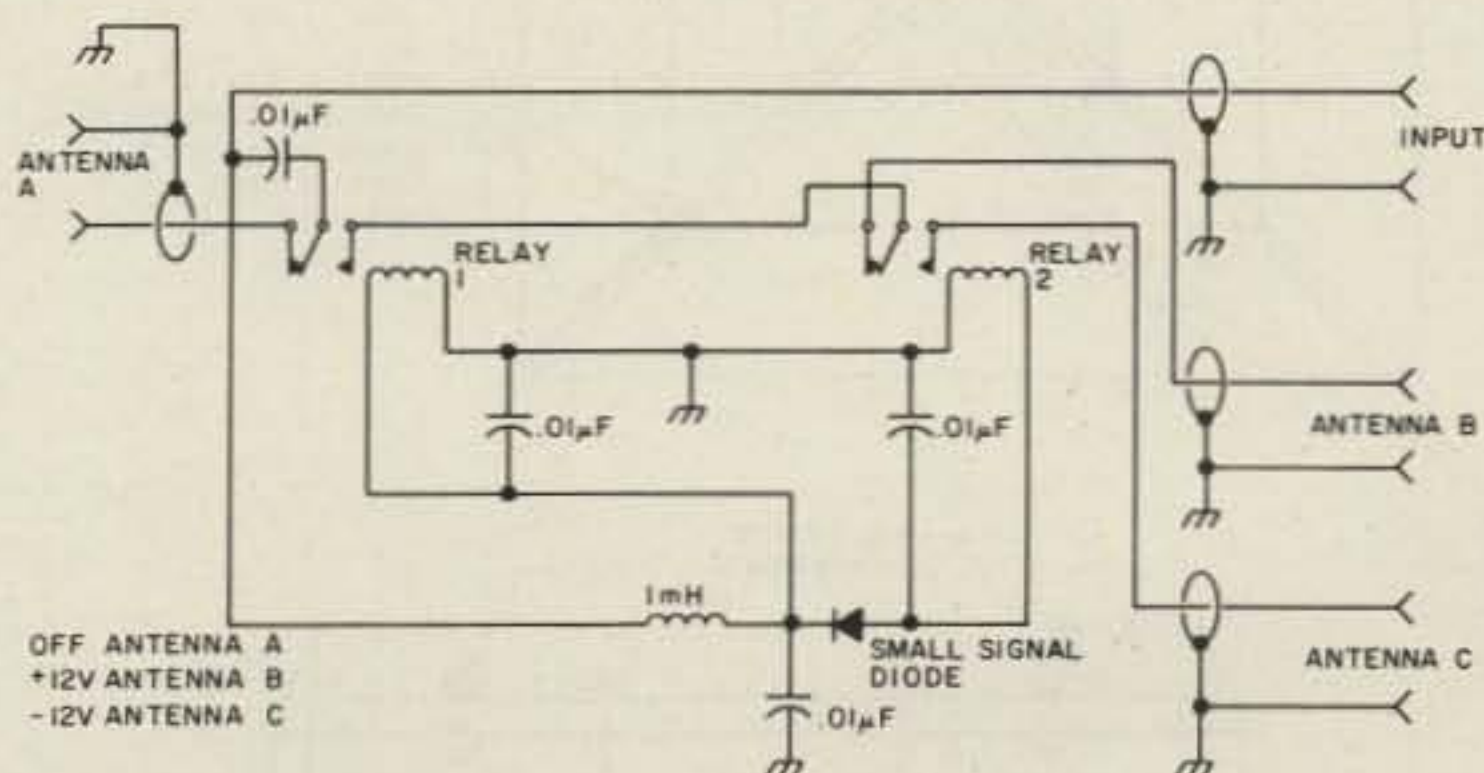 .01µF
INPUT
ANTENNA
A
RELAY
1
RELAY
2
.01µF
.01µF
ANTENNA B
1mH
SMALL SIGNAL
DIODE
OFF ANTENNA A
+12V ANTENNA B
-12V ANTENNA C
ANTENNA C
.01µF